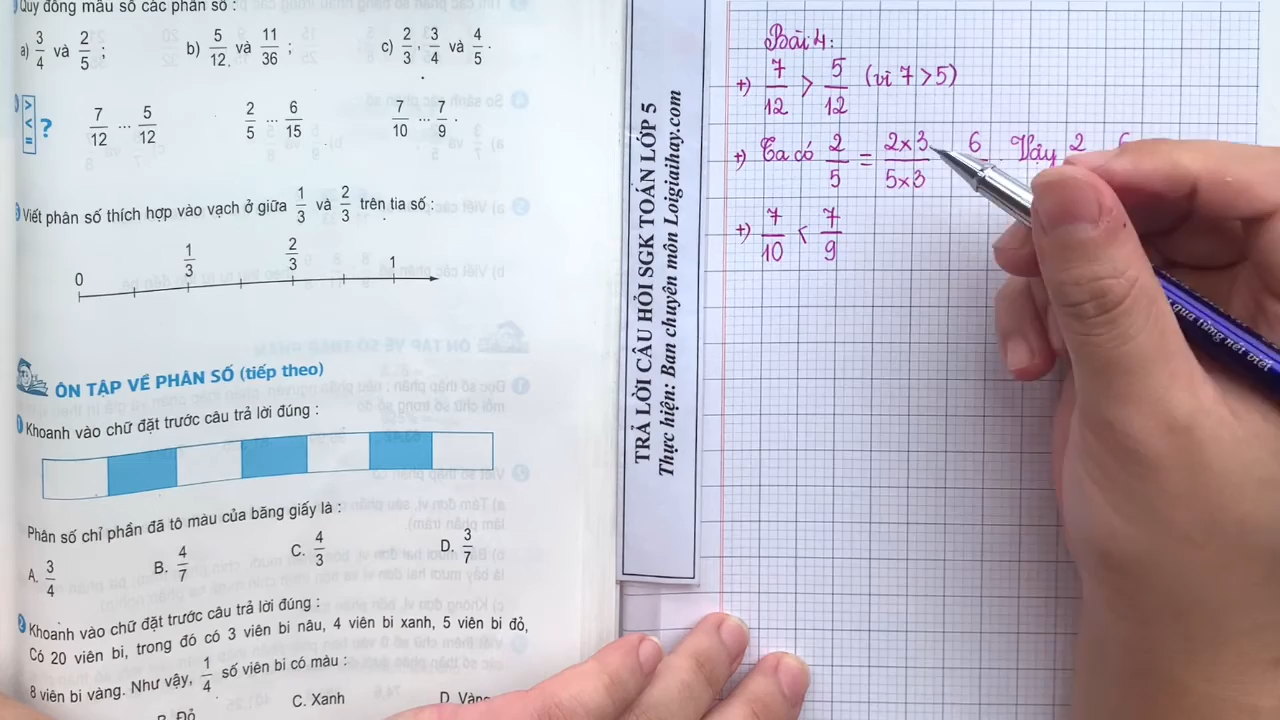 Quy đồng mẫu số các phân số :
a) 3/4 và 2/5 ; b) 5/12 và 11/36 ; c) 2/3 , 3/4 và 4/5 .
> < = ? 7/12 ... 5/12 2/5 ... 6/15 7/10 ... 7/9 .
Viết phân số thích hợp vào vạch ở giữa 1/3 và 2/3 trên tia số :
0 1/3 2/3 1
ÔN TẬP VỀ PHÂN SỐ (tiếp theo)
1 Khoanh vào chữ đặt trước câu trả lời đúng :
Phân số chỉ phần đã tô màu của băng giấy là :
A. 3/4 B. 4/7 C. 4/3 D. 3/7
2 Khoanh vào chữ đặt trước câu trả lời đúng :
Có 20 viên bi, trong đó có 3 viên bi nâu, 4 viên bi xanh, 5 viên bi đỏ,
8 viên bi vàng. Như vậy, 1/4 số viên bi có màu :
B. Đỏ C. Xanh D. Vàng
TRẢ LỜI CÂU HỎI SGK TOÁN LỚP 5
Thực hiện: Ban chuyên môn Loigiaihay.com
Bài 4:
+) 7/12 > 5/12 (vì 7 > 5)
+) Ta có 2/5 = 2×3/5×3 6 Vậy 2 6
+) 7/10 < 7/9
qua từng nét viết